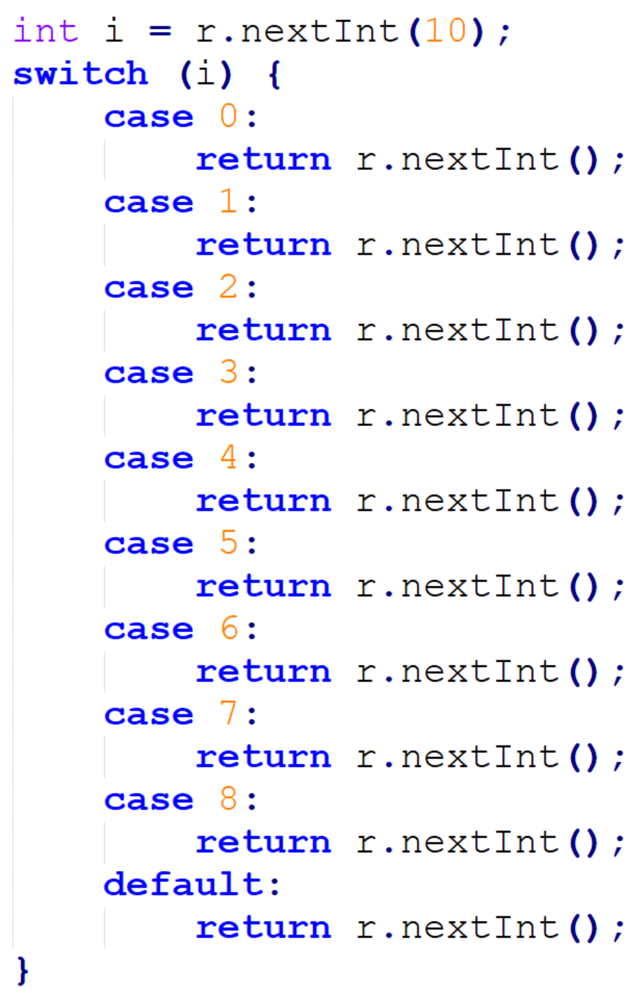 int i = r.nextInt(10);
switch (i) {
    case 0:
        return r.nextInt();
    case 1:
        return r.nextInt();
    case 2:
        return r.nextInt();
    case 3:
        return r.nextInt();
    case 4:
        return r.nextInt();
    case 5:
        return r.nextInt();
    case 6:
        return r.nextInt();
    case 7:
        return r.nextInt();
    case 8:
        return r.nextInt();
    default:
        return r.nextInt();
}